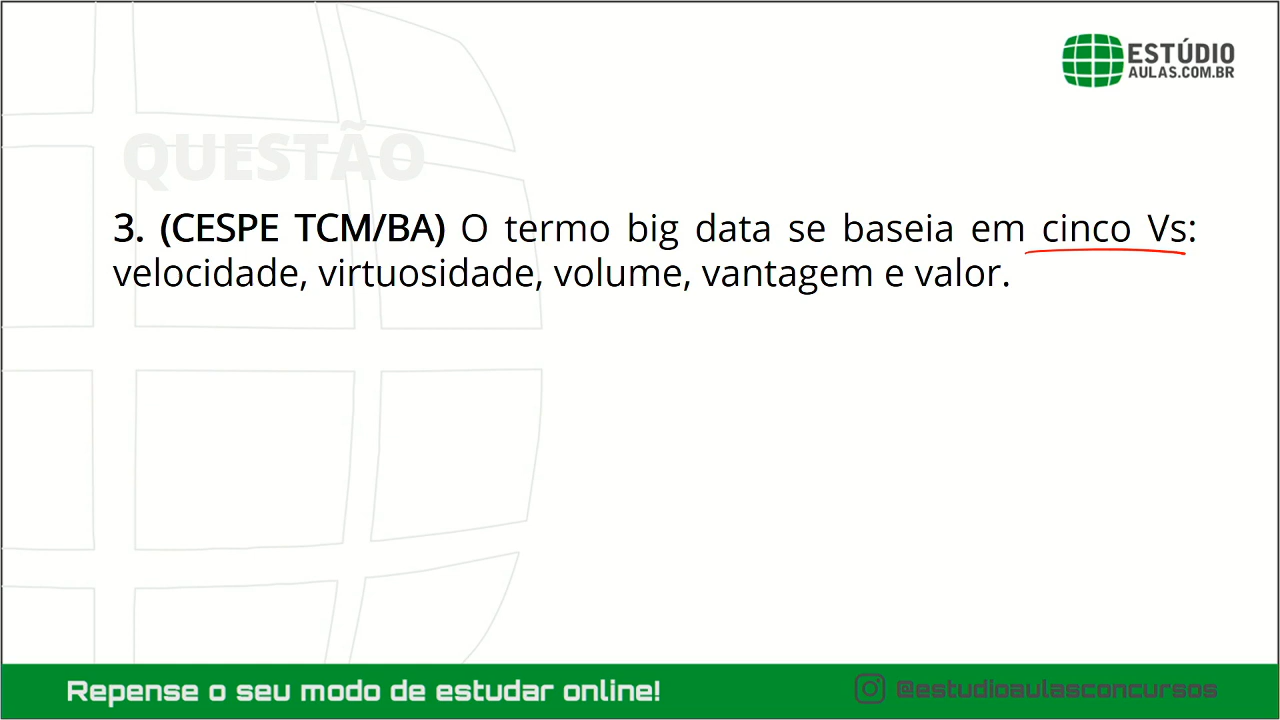 ESTÚDIO
AULAS.COM.BR
QUESTÃO
3. (CESPE TCM/BA) O termo big data se baseia em cinco Vs:
velocidade, virtuosidade, volume, vantagem e valor.
Repense o seu modo de estudar online!
@estudioaulasconcursos